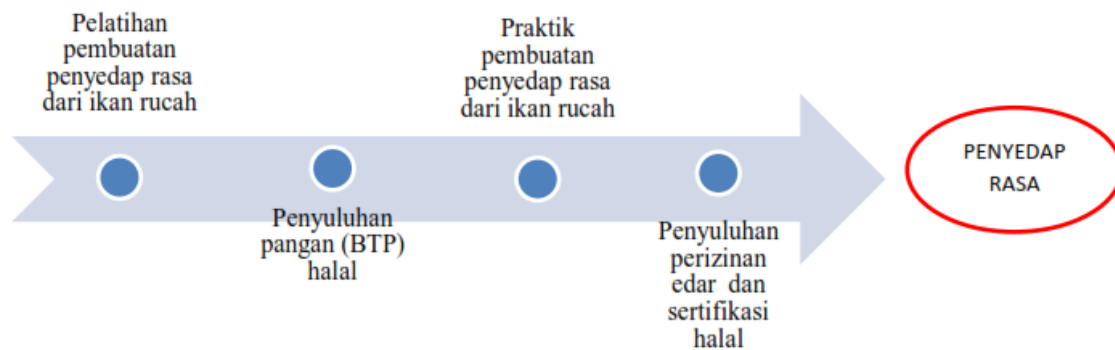 Pelatihan
pembuatan
penyedap rasa
dari ikan rucah
Penyuluhan
pangan (BTP)
halal
Praktik
pembuatan
penyedap rasa
dari ikan rucah
Penyuluhan
perizinan
edar dan
sertifikasi
halal
PENYEDAP
RASA